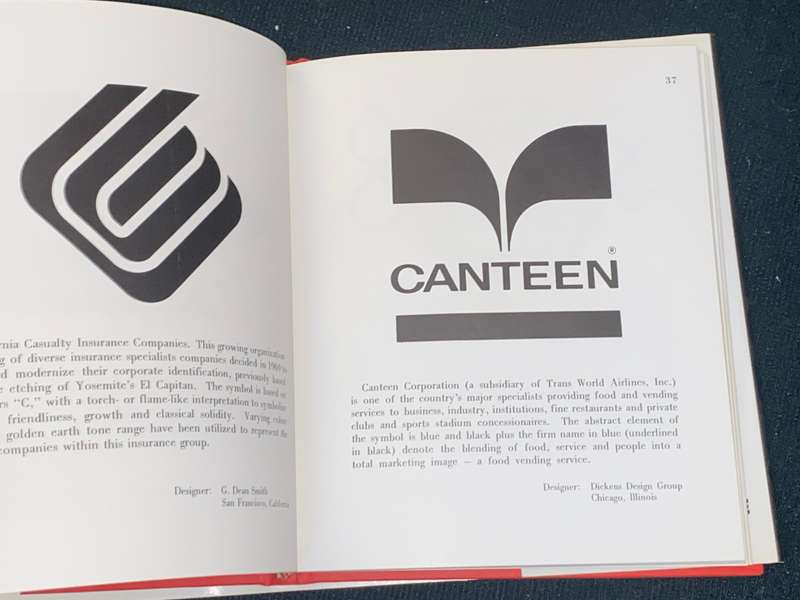 rnia Casualty Insurance Companies. This growing organization
g of diverse insurance specialists companies decided in 1969 to
d modernize their corporate identification, previously based
e etching of Yosemite's El Capitan. The symbol is based on
rs "C," with a torch- or flame-like interpretation to symbolize
friendliness, growth and classical solidity. Varying colors
golden earth tone range have been utilized to represent the
companies within this insurance group.
Designer: G. Dean Smith
San Francisco, California
37
CANTEEN®
Canteen Corporation (a subsidiary of Trans World Airlines, Inc.)
is one of the country's major specialists providing food and vending
services to business, industry, institutions, fine restaurants and private
clubs and sports stadium concessionaires. The abstract element of
the symbol is blue and black plus the firm name in blue (underlined
in black) denote the blending of food, service and people into a
total marketing image – a food vending service.
Designer: Dickens Design Group
Chicago, Illinois